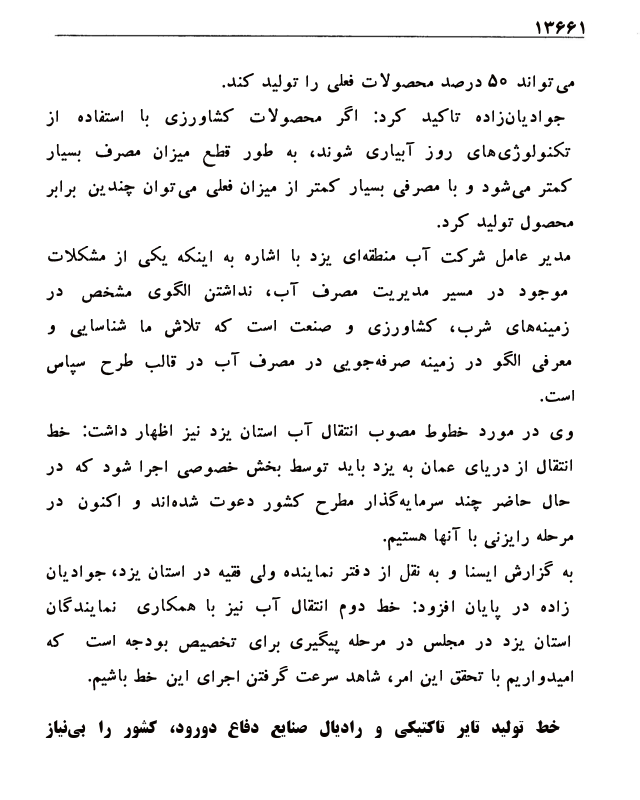 ۱۳۶۶۱
می‌تواند ۵۰ درصد محصولات فعلی را تولید کند.
جوادیان‌زاده تاکید کرد: اگر محصولات کشاورزی با استفاده از
تکنولوژی‌های روز آبیاری شوند، به طور قطع میزان مصرف بسیار
کمتر می‌شود و با مصرفی بسیار کمتر از میزان فعلی می‌توان چندین برابر
محصول تولید کرد.
مدیر عامل شرکت آب منطقه‌ای یزد با اشاره به اینکه یکی از مشکلات
موجود در مسیر مدیریت مصرف آب، نداشتن الگوی مشخص در
زمینه‌های شرب، کشاورزی و صنعت است که تلاش ما شناسایی و
معرفی الگو در زمینه صرفه‌جویی در مصرف آب در قالب طرح سپاس
است.
وی در مورد خطوط مصوب انتقال آب استان یزد نیز اظهار داشت: خط
انتقال از دریای عمان به یزد باید توسط بخش خصوصی اجرا شود که در
حال حاضر چند سرمایه‌گذار مطرح کشور دعوت شده‌اند و اکنون در
مرحله رایزنی با آنها هستیم.
به گزارش ایسنا و به نقل از دفتر نماینده ولی فقیه در استان یزد، جوادیان
زاده در پایان افزود: خط دوم انتقال آب نیز با همکاری نمایندگان
استان یزد در مجلس در مرحله پیگیری برای تخصیص بودجه است که
امیدواریم با تحقق این امر، شاهد سرعت گرفتن اجرای این خط باشیم.
خط تولید تایر تاکتیکی و رادیال صنایع دفاع دورود، کشور را بی‌نیاز